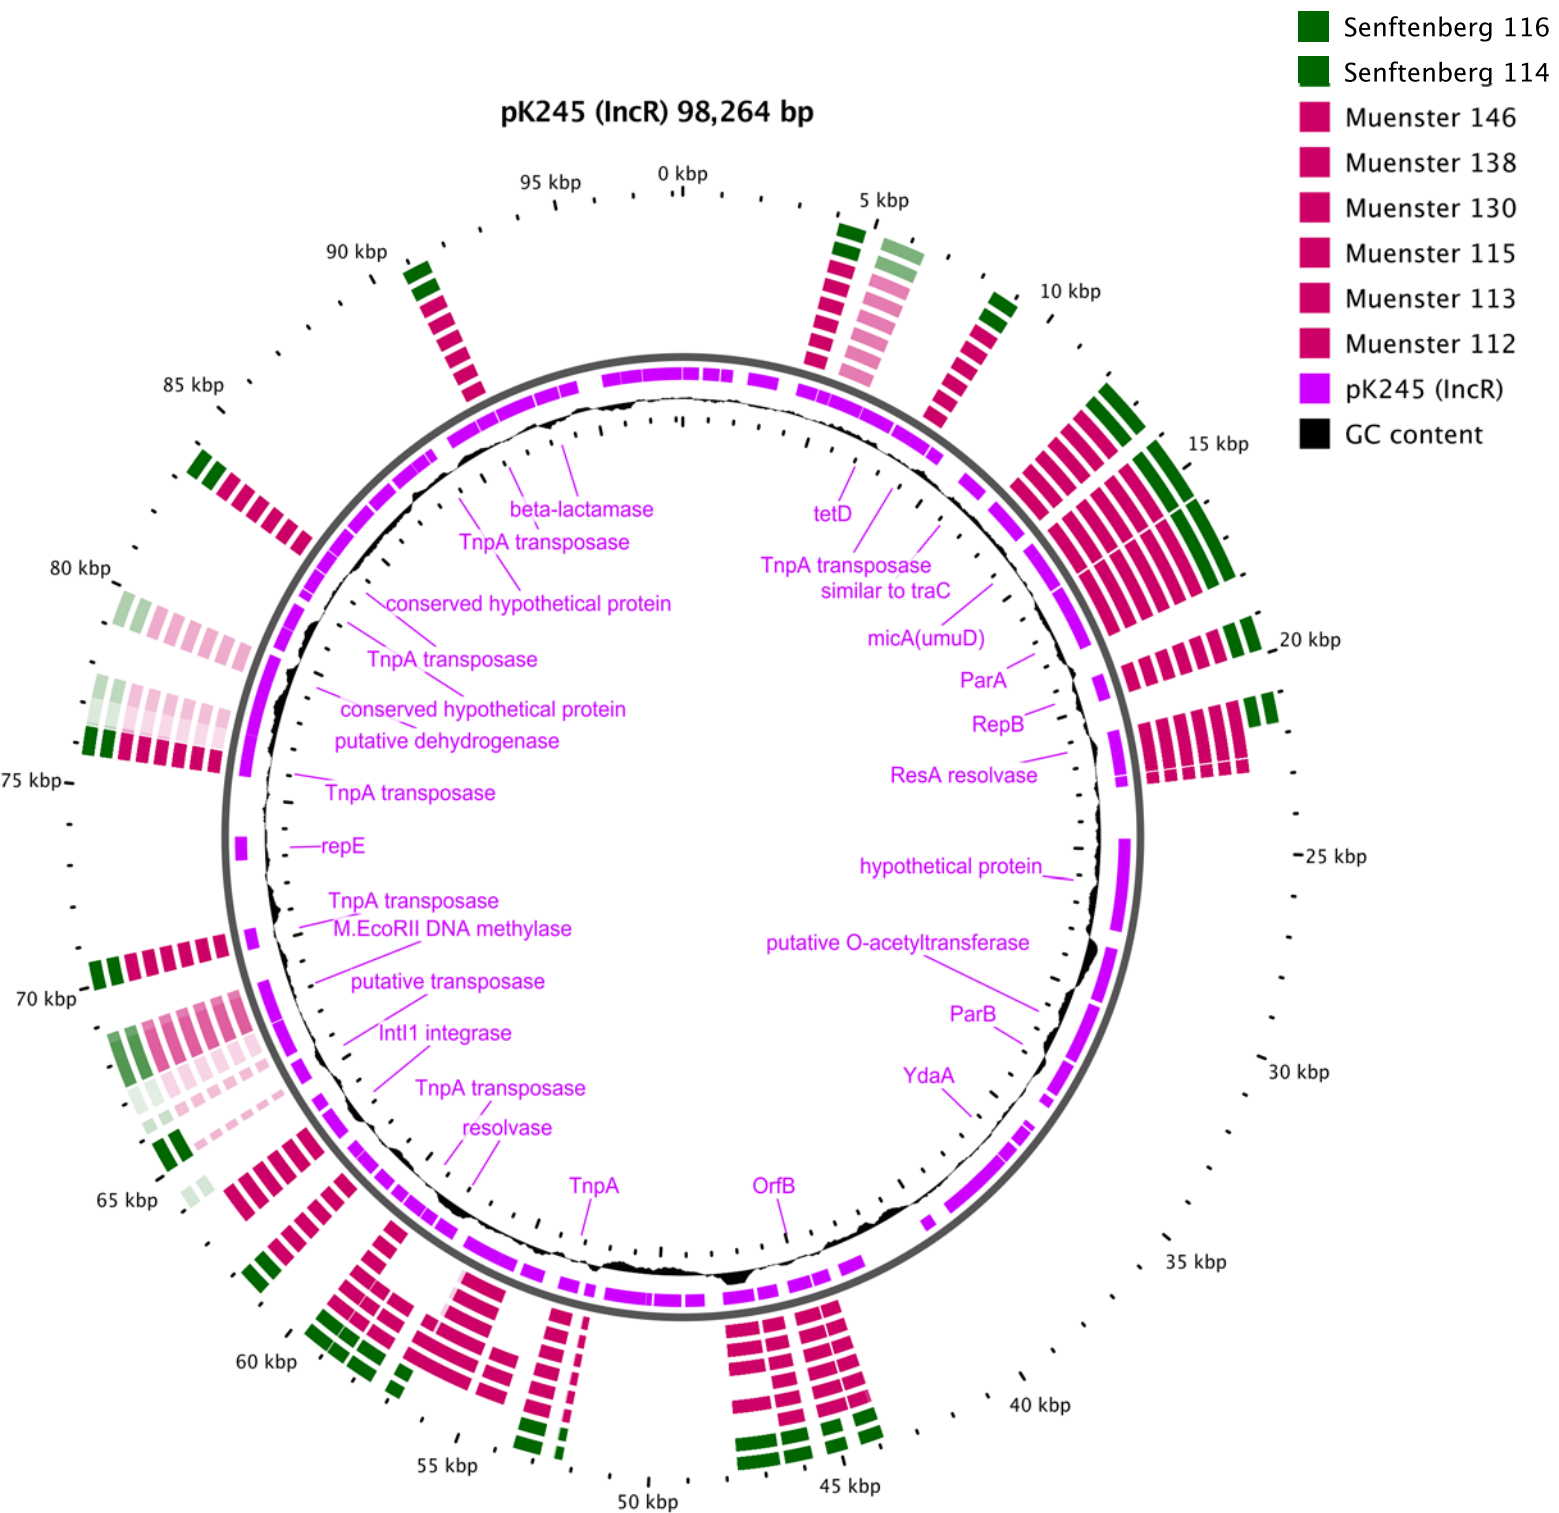 Senftenberg 116
Senftenberg 114
Muenster 146
Muenster 138
Muenster 130
Muenster 115
Muenster 113
Muenster 112
pK245 (IncR)
GC content
pK245 (IncR) 98,264 bp
0 kbp
5 kbp
10 kbp
15 kbp
20 kbp
25 kbp
30 kbp
35 kbp
40 kbp
45 kbp
50 kbp
55 kbp
60 kbp
65 kbp
70 kbp
75 kbp
80 kbp
85 kbp
90 kbp
95 kbp
tetD
TnpA transposase
similar to traC
micA(umuD)
ParA
RepB
ResA resolvase
hypothetical protein
putative O-acetyltransferase
ParB
YdaA
OrfB
TnpA
resolvase
TnpA transposase
IntI1 integrase
putative transposase
M.EcoRII DNA methylase
TnpA transposase
repE
TnpA transposase
putative dehydrogenase
conserved hypothetical protein
TnpA transposase
conserved hypothetical protein
TnpA transposase
beta-lactamase